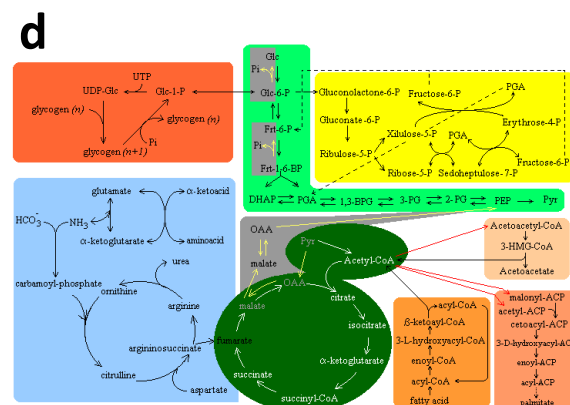 d
Glc
Pi
UTP
UDP-Glc
Glc-1-P
Glc-6-P
Gluconolactone-6-P
Fructose-6-P
PGA
glycogen (n)
glycogen (n)
Pi
glycogen (n+1)
Frt-6-P
Pi
Frt-1,6-BP
Gluconate -6-P
Ribulose-5-P
Xilulose-5-P
PGA
Erythrose-4-P
Ribose-5-P
Sedoheptulose-7-P
Fructose-6-P
DHAP
PGA
1,3-BPG
3-PG
2-PG
PEP
Pyr
glutamate
α-ketoacid
HCO3-
NH3
α-ketoglutarate
aminoacid
urea
carbamoyl-phosphate
ornithine
arginine
argininosuccinate
citrulline
aspartate
OAA
Pyr
malate
Acetyl-CoA
OAA
malate
citrate
fumarate
isocitrate
α-ketoglutarate
succinate
succinyl-CoA
Acetoacetyl-CoA
3-HMG-CoA
Acetoacetate
acyl-CoA
ß-ketoayl-CoA
3-L-hydroxyacyl-CoA
enoyl-CoA
acyl-CoA
fatty acid
malonyl-ACP
acetyl-ACP
cetoacyl-ACP
3-D-hydroxyacyl-AC
enoyl-ACP
acyl-ACP
palmitate